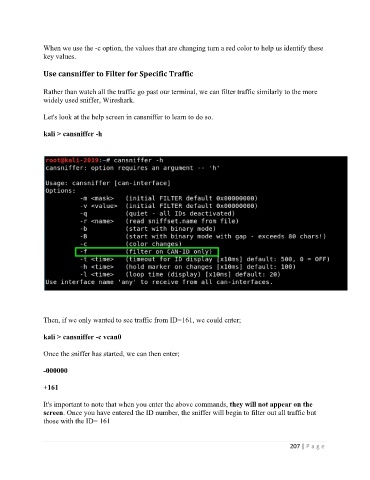 When we use the -c option, the values that are changing turn a red color to help us identify these
key values.
Use cansniffer to Filter for Specific Traffic
Rather than watch all the traffic go past our terminal, we can filter traffic similarly to the more
widely used sniffer, Wireshark.
Let's look at the help screen in cansniffer to learn to do so.
kali > cansniffer -h
root@kali-2019:~# cansniffer -h
cansniffer: option requires an argument -- 'h'
Usage: cansniffer [can-interface]
Options:
-m <mask> (initial FILTER default 0x00000000)
-v <value> (initial FILTER default 0x00000000)
-q (quiet - all IDs deactivated)
-r <name> (read sniffset.name from file)
-b (start with binary mode)
-B (start with binary mode with gap - exceeds 80 chars!)
-c (color changes)
-f (filter on CAN-ID only)
-t <time> (timeout for ID display [x10ms] default: 500, 0 = OFF)
-h <time> (hold marker on changes [x10ms] default: 100)
-l <time> (loop time (display) [x10ms] default: 20)
Use interface name 'any' to receive from all can-interfaces.
Then, if we only wanted to see traffic from ID=161, we could enter;
kali > cansniffer -c vcan0
Once the sniffer has started, we can then enter;
-000000
+161
It's important to note that when you enter the above commands, they will not appear on the
screen. Once you have entered the ID number, the sniffer will begin to filter out all traffic but
those with the ID= 161
207 | Page